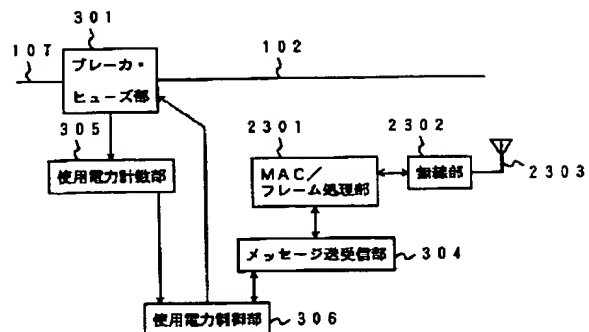 301
107
102
ブレーカ・
ヒューズ部
305
2301
2302
使用電力計数部
MAC／
フレーム処理部
無線部
2303
メッセージ送受信部
304
使用電力制御部
306